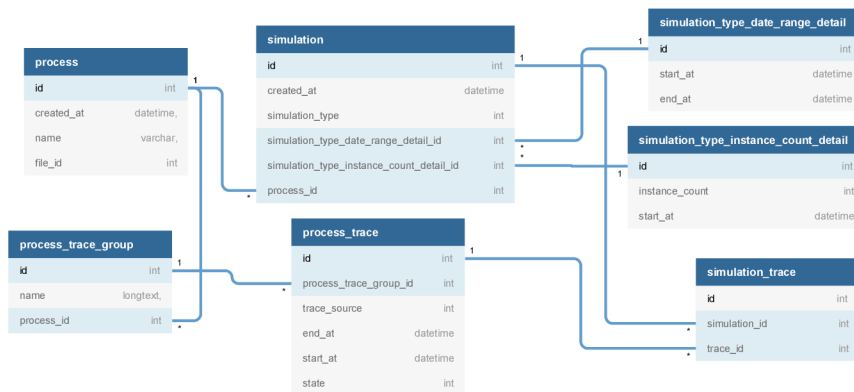 process
id int
created_at datetime,
name varchar,
file_id int
simulation
id int
created_at datetime
simulation_type int
simulation_type_date_range_detail_id int
simulation_type_instance_count_detail_id int
process_id int
simulation_type_date_range_detail
id int
start_at datetime
end_at datetime
simulation_type_instance_count_detail
id int
instance_count int
start_at datetime
process_trace_group
id int
name longtext,
process_id int
process_trace
id int
process_trace_group_id int
trace_source int
end_at datetime
start_at datetime
state int
simulation_trace
id int
simulation_id int
trace_id int
1
*
1
*
1
*
1
*
1
*
1
*
1
*